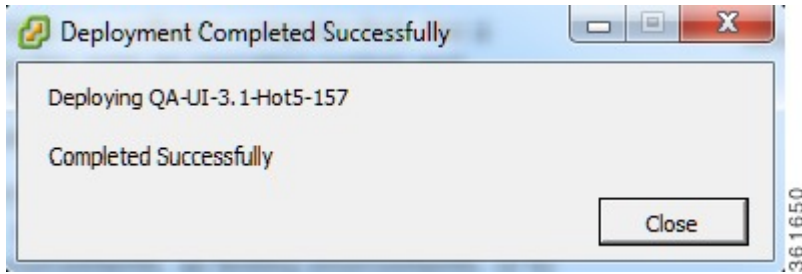 Deployment Completed Successfully
Deploying QA-UI-3.1-Hot5-157
Completed Successfully
Close
361650